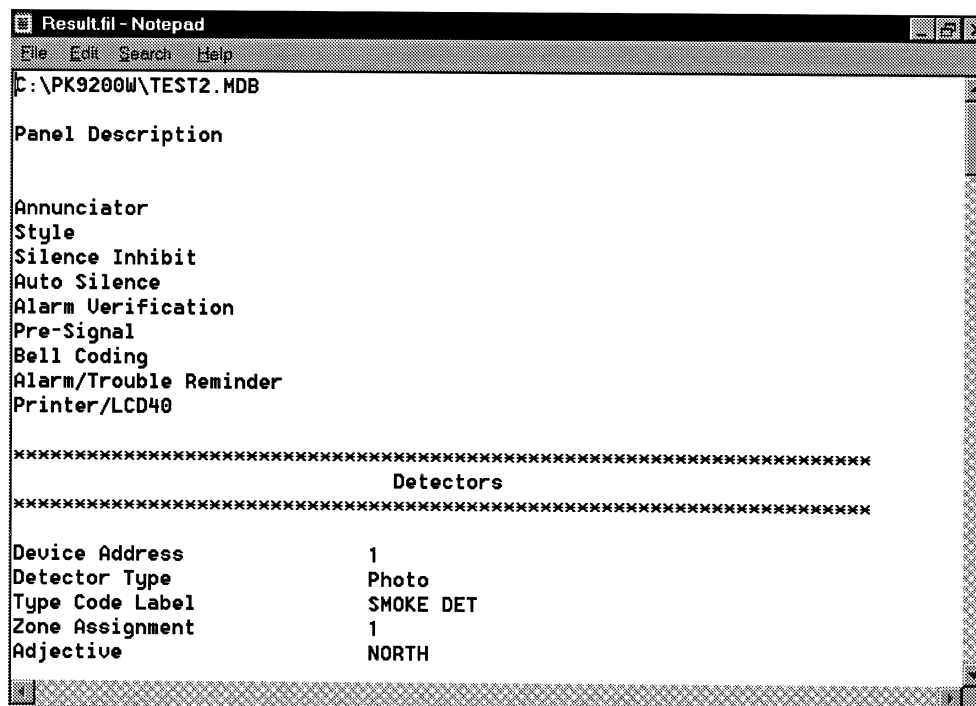 Result.fil - Notepad
File Edit Search Help
C:\PK9200W\TEST2.MDB
Panel Description
Annunciator
Style
Silence Inhibit
Auto Silence
Alarm Verification
Pre-Signal
Bell Coding
Alarm/Trouble Reminder
Printer/LCD40
**********************************************************************
Detectors
**********************************************************************
Device Address 1
Detector Type Photo
Type Code Label SMOKE DET
Zone Assignment 1
Adjective NORTH